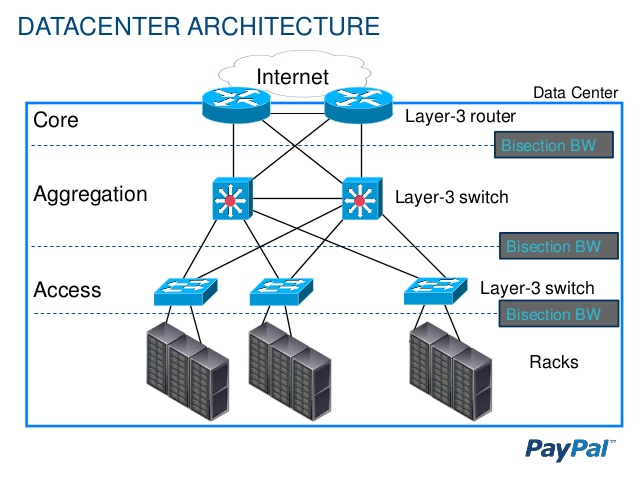 DATACENTER ARCHITECTURE
Internet
Data Center
Core
Layer-3 router
Bisection BW
Aggregation
Layer-3 switch
Bisection BW
Access
Layer-3 switch
Bisection BW
Racks
PayPal™